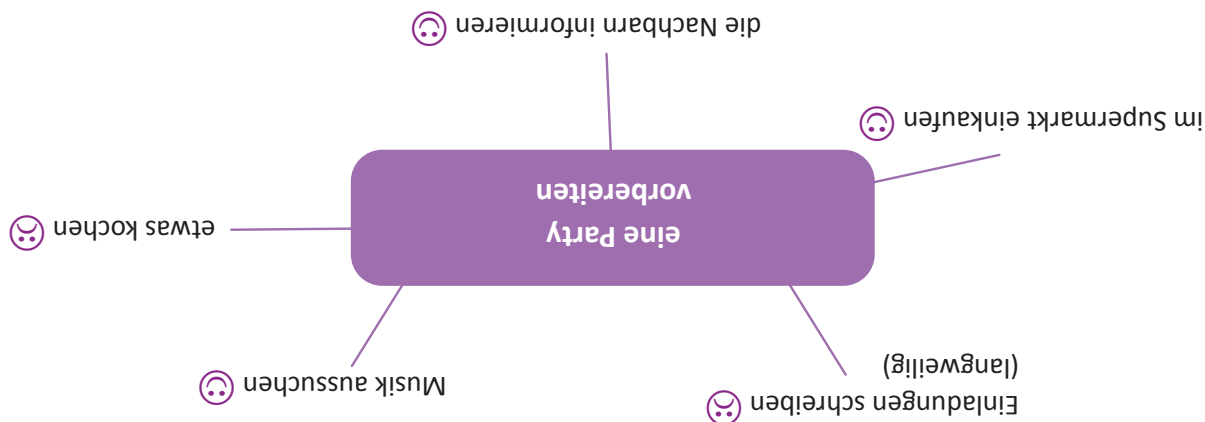 Einladungen schreiben
(langweilig)
Musik aussuchen
eine Party
vorbereiten
etwas kochen
im Supermarkt einkaufen
die Nachbarn informieren